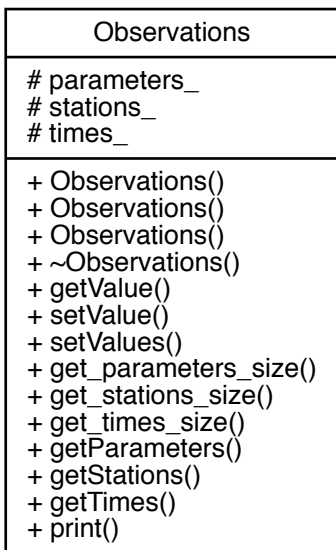 Observations
# parameters_
# stations_
# times_
+ Observations()
+ Observations()
+ Observations()
+ ~Observations()
+ getValue()
+ setValue()
+ setValues()
+ get_parameters_size()
+ get_stations_size()
+ get_times_size()
+ getParameters()
+ getStations()
+ getTimes()
+ print()